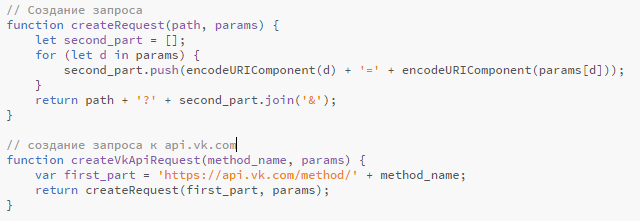 // Создание запроса
function createRequest(path, params) {
    let second_part = [];
    for (let d in params) {
        second_part.push(encodeURIComponent(d) + '=' + encodeURIComponent(params[d]));
    }
    return path + '?' + second_part.join('&');
}

// создание запроса к api.vk.com
function createVkApiRequest(method_name, params) {
    var first_part = 'https://api.vk.com/method/' + method_name;
    return createRequest(first_part, params);
}